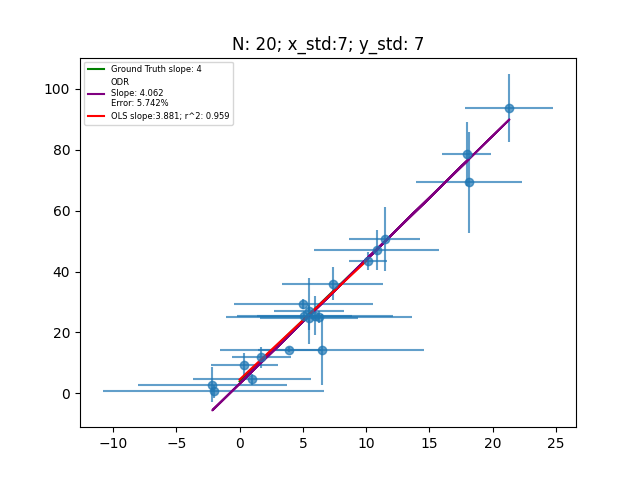 N: 20; x_std:7; y_std: 7
Ground Truth slope: 4
ODR
Slope: 4.062
Error: 5.742%
OLS slope:3.881; r^2: 0.959
100
80
60
40
20
0
−10
−5
0
5
10
15
20
25